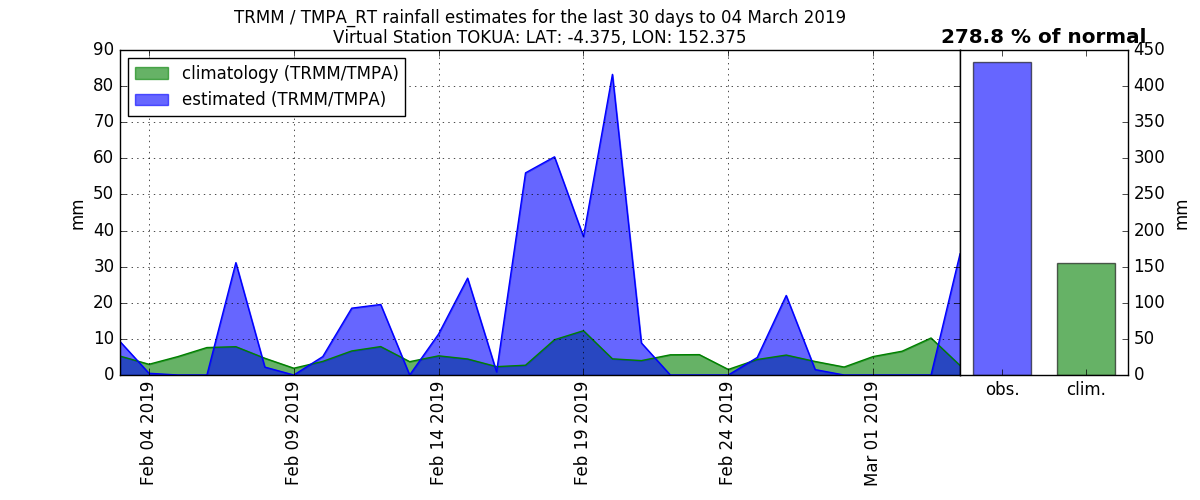 TRMM / TMPA_RT rainfall estimates for the last 30 days to 04 March 2019
Virtual Station TOKUA: LAT: -4.375, LON: 152.375
278.8 % of normal
climatology (TRMM/TMPA)
estimated (TRMM/TMPA)
90
80
70
60
50
40
30
20
10
0
mm
Feb 04 2019
Feb 09 2019
Feb 14 2019
Feb 19 2019
Feb 24 2019
Mar 01 2019
450
400
350
300
250
200
150
100
50
0
mm
obs.
clim.